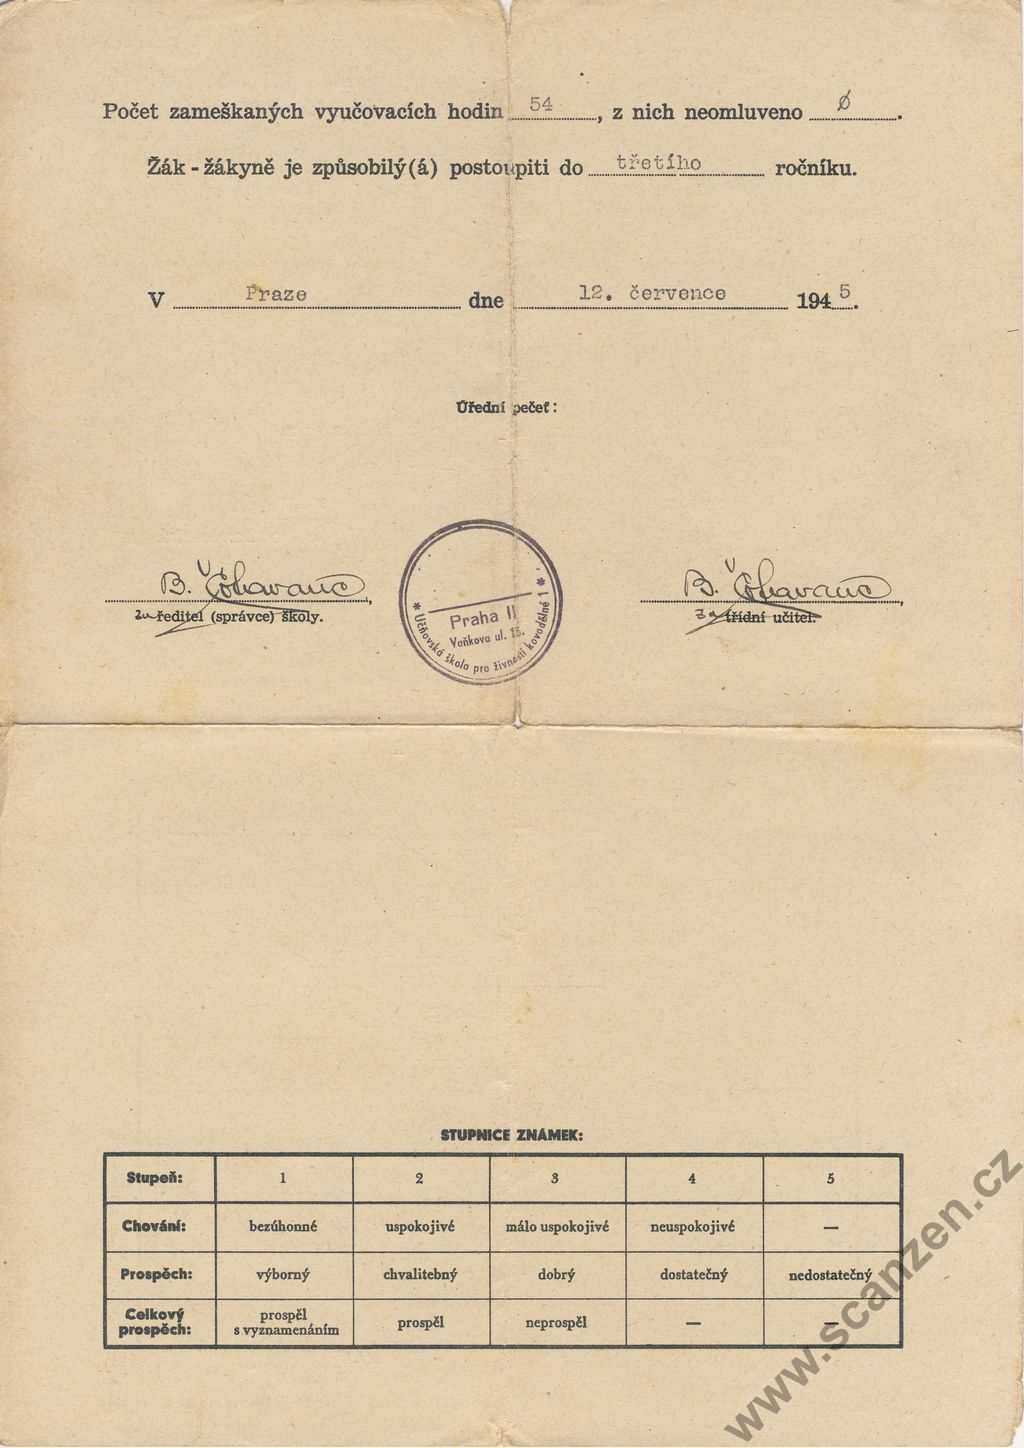 Počet zameškaných vyučovacích hodin 54, z nich neomluveno Ø.
Žák - žákyně je způsobilý(á) postoupiti do třetího ročníku.
V Praze dne 12. července 1945.
Úřední pečeť:
B.
ředitel (správce) školy.
Praha II
Vaňkova ul. 15.
* Učňovská škola pro živnosti kovodělné 1 *
B.
za třídní učitel.
STUPNICE ZNÁMEK:
Stupeň: 1 2 3 4 5
Chování: bezúhonné uspokojivé málo uspokojivé neuspokojivé —
Prospěch: výborný chvalitebný dobrý dostatečný nedostatečný
Celkový prospěch: prospěl s vyznamenáním prospěl neprospěl — —
www.scanzen.cz